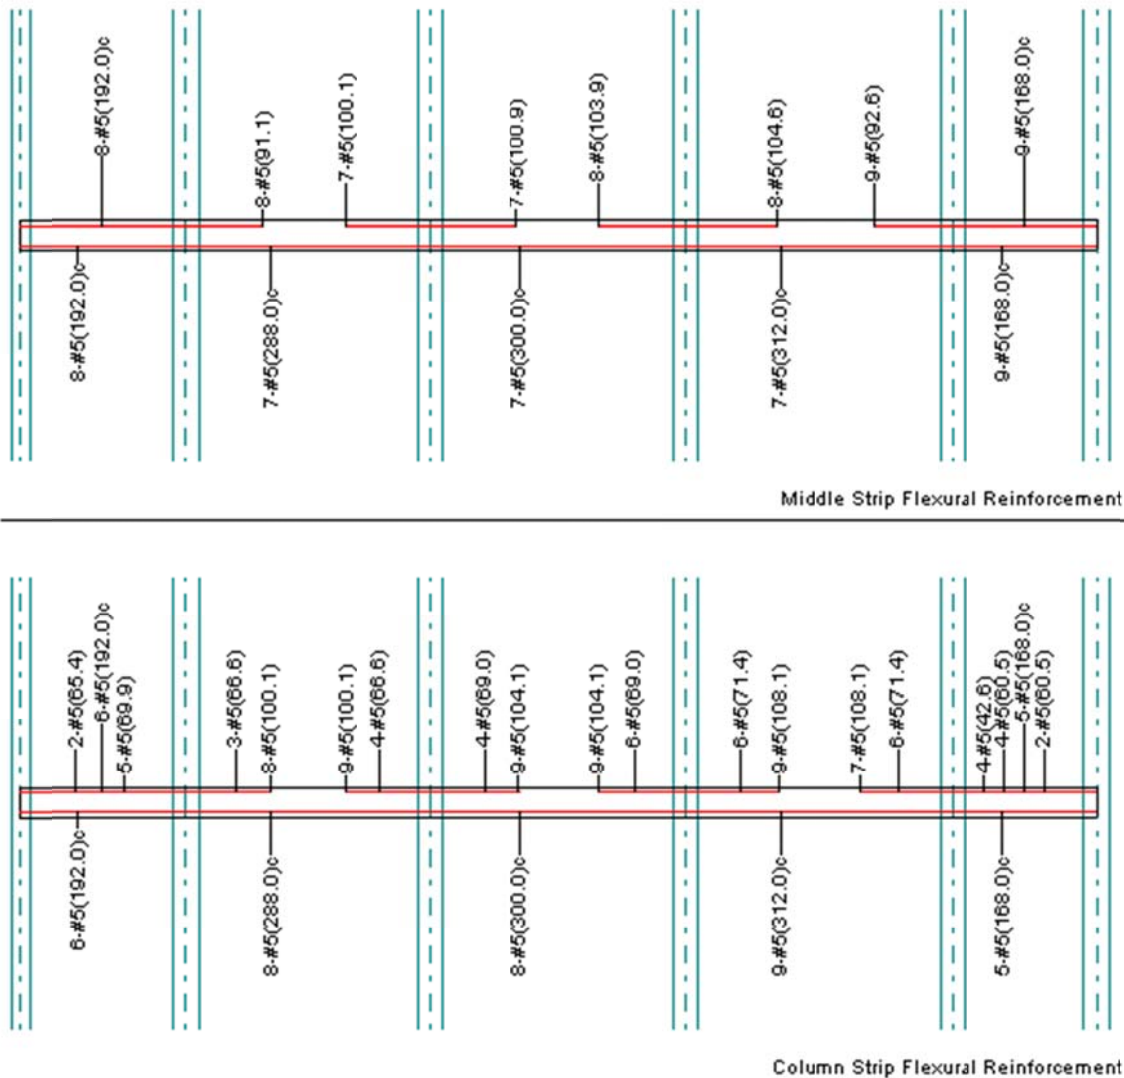 8-#5(192.0)c
8-#5(91.1)
7-#5(100.1)
7-#5(100.9)
8-#5(103.9)
8-#5(104.6)
9-#5(92.6)
9-#5(168.0)c
8-#5(192.0)c
7-#5(288.0)c
7-#5(300.0)c
7-#5(312.0)c
9-#5(168.0)c
Middle Strip Flexural Reinforcement
2-#5(65.4)
6-#5(192.0)c
5-#5(69.9)
3-#5(66.6)
8-#5(100.1)
9-#5(100.1)
4-#5(66.6)
4-#5(69.0)
9-#5(104.1)
9-#5(104.1)
6-#5(69.0)
6-#5(71.4)
9-#5(108.1)
7-#5(108.1)
6-#5(71.4)
4-#5(42.6)
4-#5(60.5)
5-#5(168.0)c
2-#5(60.5)
6-#5(192.0)c
8-#5(288.0)c
8-#5(300.0)c
9-#5(312.0)c
5-#5(168.0)c
Column Strip Flexural Reinforcement